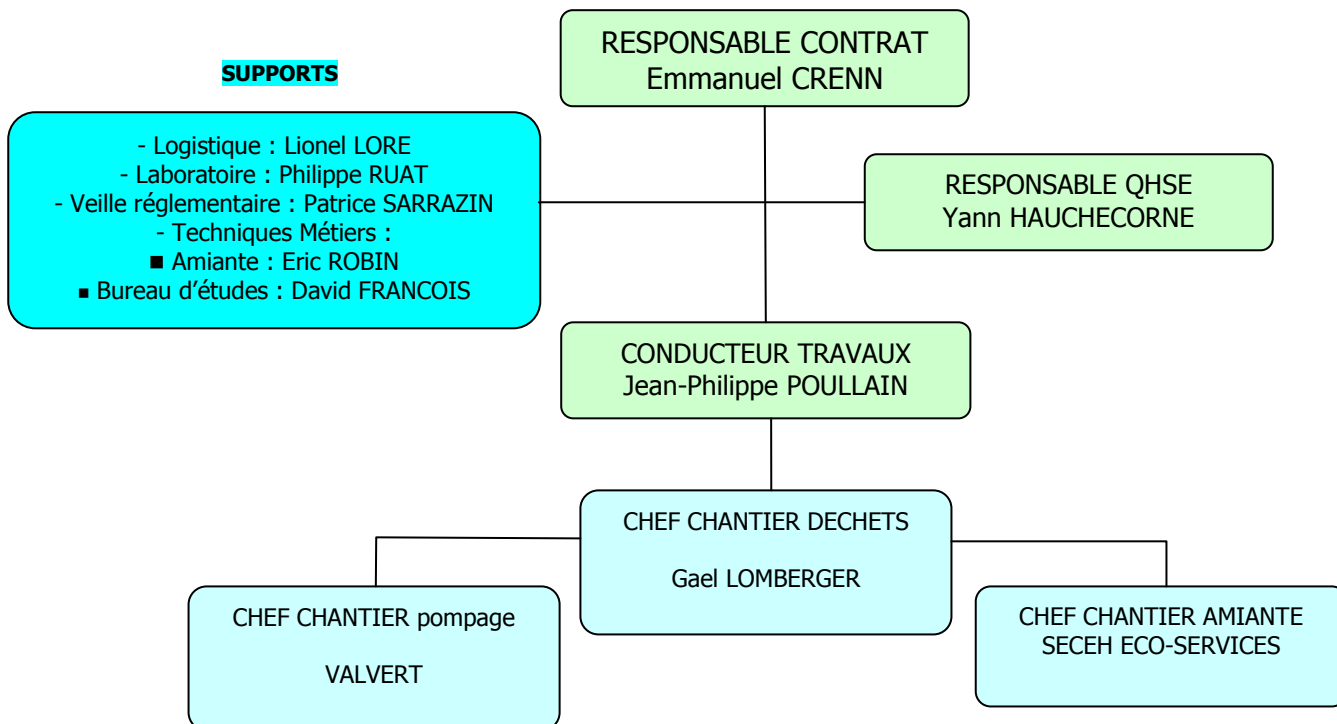 RESPONSABLE CONTRAT
Emmanuel CRENN
SUPPORTS
- Logistique : Lionel LORE
- Laboratoire : Philippe RUAT
- Veille réglementaire : Patrice SARRAZIN
- Techniques Métiers :
▪ Amiante : Eric ROBIN
▪ Bureau d’études : David FRANCOIS
RESPONSABLE QHSE
Yann HAUCHECORNE
CONDUCTEUR TRAVAUX
Jean-Philippe POULLAIN
CHEF CHANTIER DECHETS
Gael LOMBERGER
CHEF CHANTIER pompage
VALVERT
CHEF CHANTIER AMIANTE
SECEH ECO-SERVICES